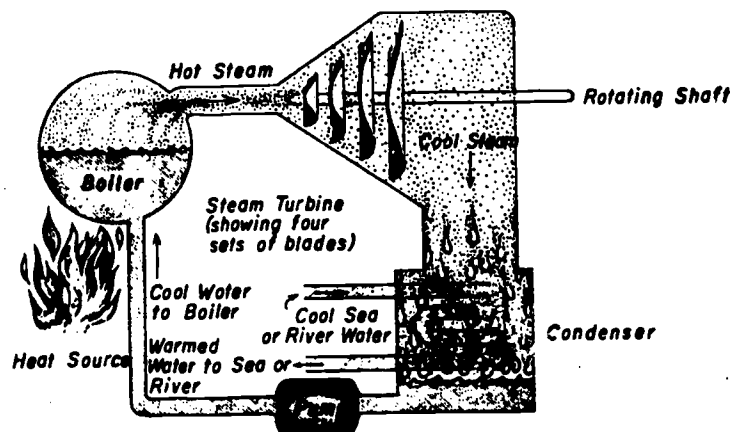 Hot Steam
Rotating Shaft
Cool Steam
Boiler
Steam Turbine
(showing four
sets of blades)
Cool Water
to Boiler
Cool Sea
or River Water
Condenser
Heat Source
Warmed
Water to Sea or
River
Pump